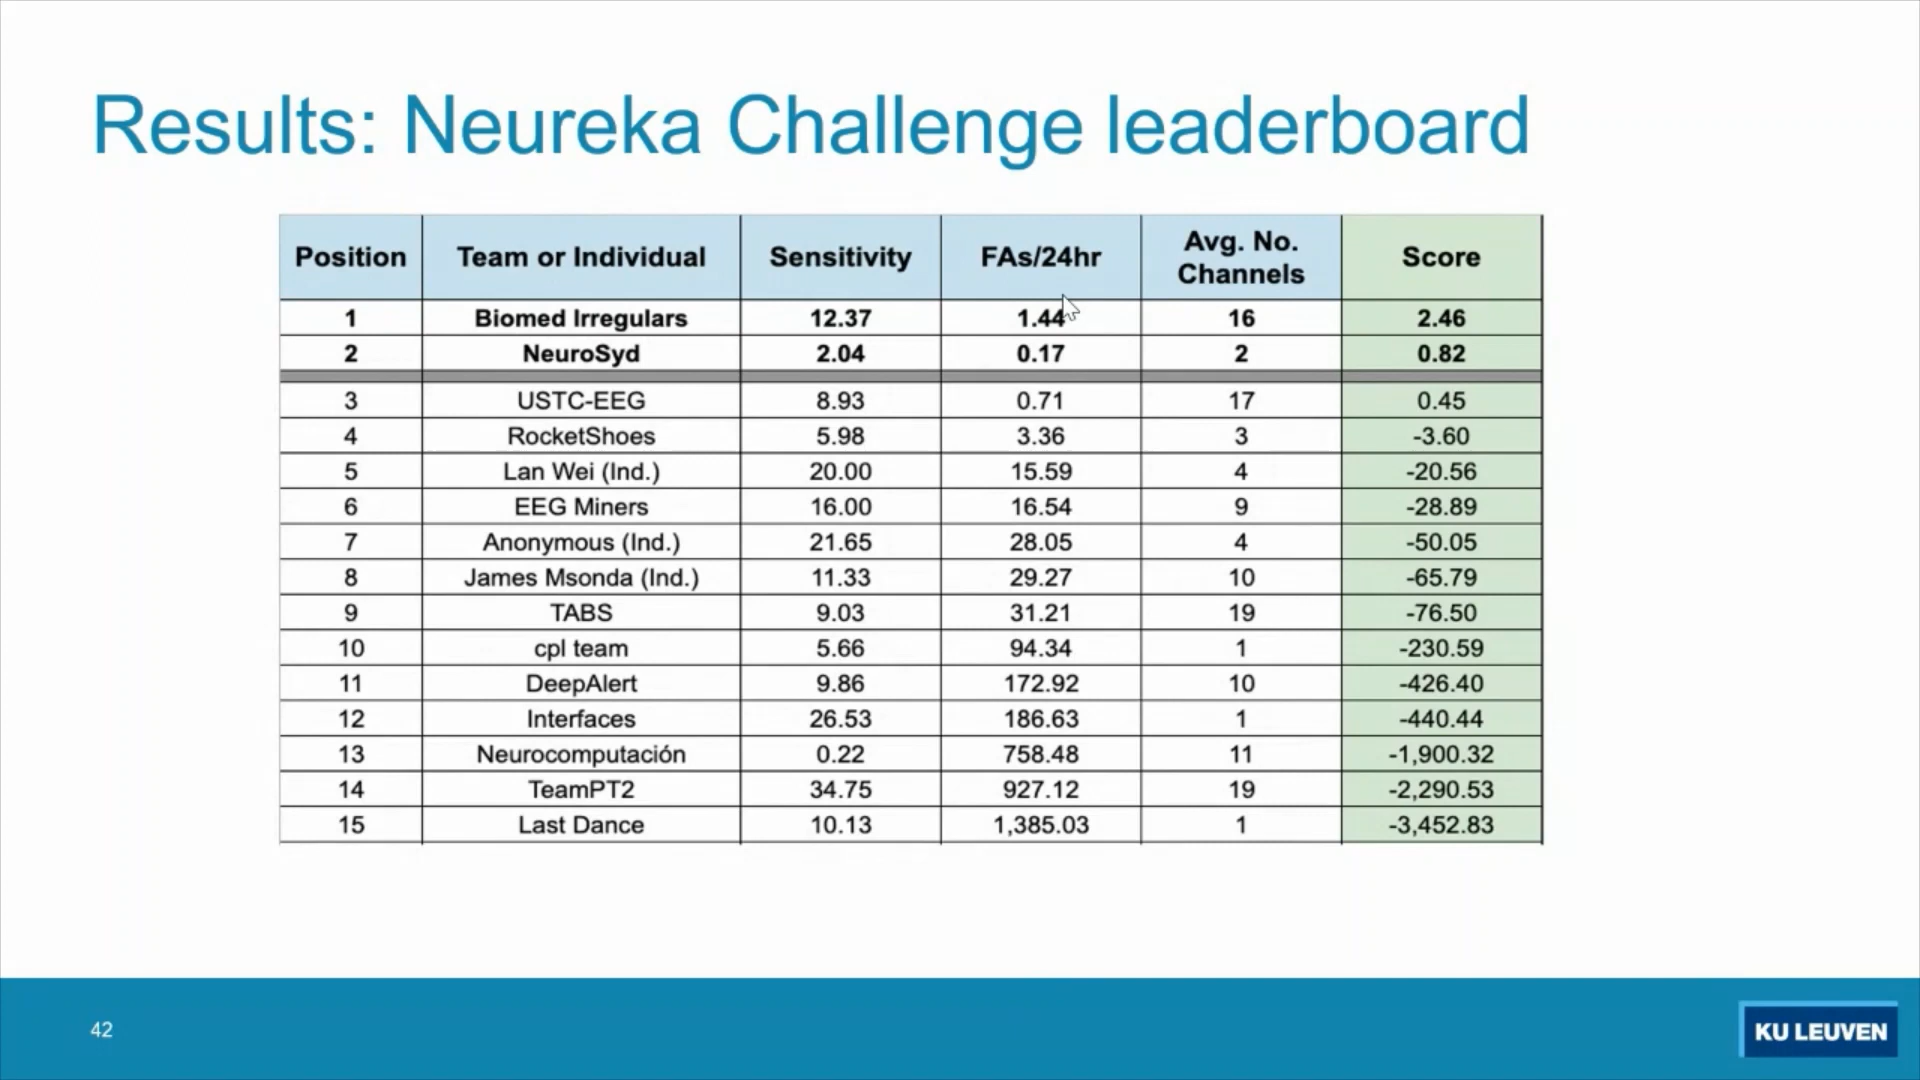 Results: Neureka Challenge leaderboard
Position Team or Individual Sensitivity FAs/24hr Avg. No. Channels Score
1 Biomed Irregulars 12.37 1.44 16 2.46
2 NeuroSyd 2.04 0.17 2 0.82
3 USTC-EEG 8.93 0.71 17 0.45
4 RocketShoes 5.98 3.36 3 -3.60
5 Lan Wei (Ind.) 20.00 15.59 4 -20.56
6 EEG Miners 16.00 16.54 9 -28.89
7 Anonymous (Ind.) 21.65 28.05 4 -50.05
8 James Msonda (Ind.) 11.33 29.27 10 -65.79
9 TABS 9.03 31.21 19 -76.50
10 cpl team 5.66 94.34 1 -230.59
11 DeepAlert 9.86 172.92 10 -426.40
12 Interfaces 26.53 186.63 1 -440.44
13 Neurocomputación 0.22 758.48 11 -1,900.32
14 TeamPT2 34.75 927.12 19 -2,290.53
15 Last Dance 10.13 1,385.03 1 -3,452.83
42
KU LEUVEN